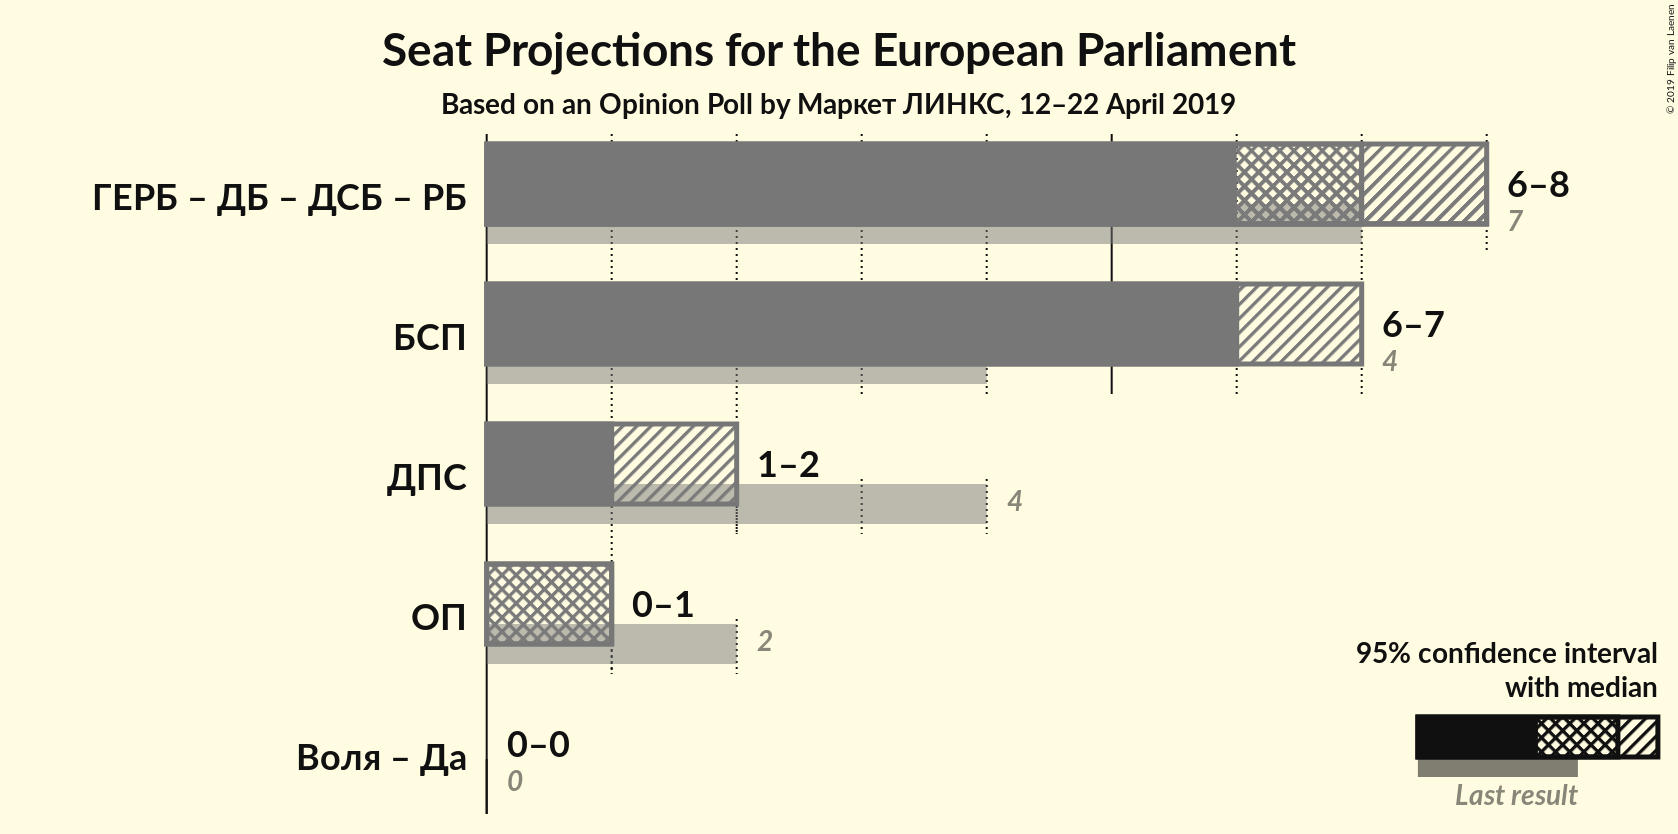 Seat Projections for the European Parliament
Based on an Opinion Poll by Маркет ЛИНКС, 12–22 April 2019
© 2019 Filip van Laenen
ГЕРБ – ДБ – ДСБ – РБ
6–8
7
БСП
6–7
4
ДПС
1–2
4
ОП
0–1
2
Воля – Да
0–0
0
95% confidence interval
with median
Last result